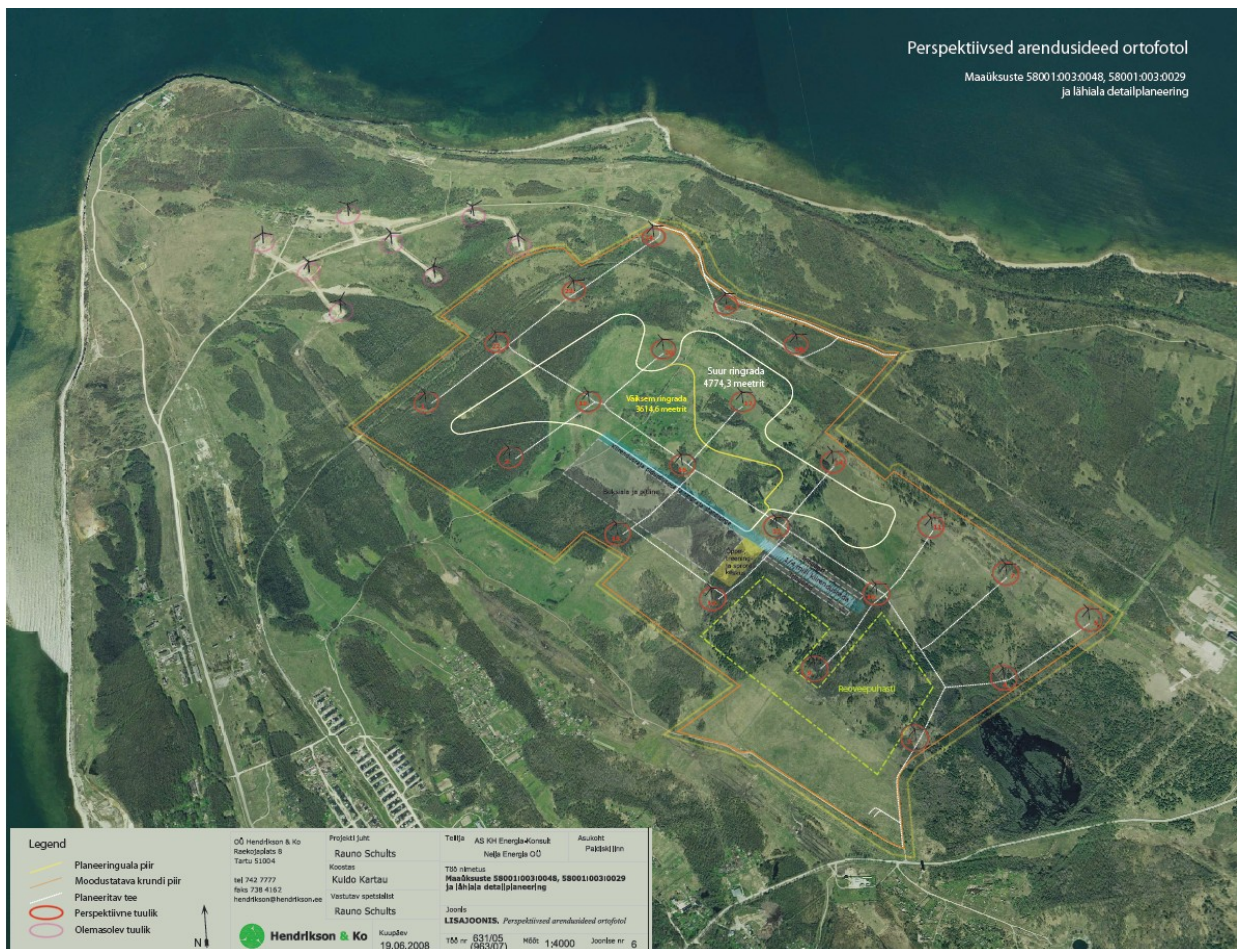 Perspektiivsed arendusideed ortofotol
Maaüksuste 58001:003:0048, 58001:003:0029
ja lähiala detailplaneering
Suur ringrada
4774,3 meetrit
Väiksem ringrada
3614,6 meetrit
Reoveepuhasti
Legend
Planeeringuala piir
Moodustatava krundi piir
Planeeritav tee
Perspektiivne tuulik
Olemasolev tuulik
N
OÜ Hendrikson & Ko
Raekojaplats 8
Tartu 51004
tel 742 7777
faks 738 4162
hendrikson@hendrikson.ee
Hendrikson & Ko
Projekti juht
Rauno Schults
Koostas
Kuido Kartau
Vastutav spetsialist
Rauno Schults
Kuupäev
19.06.2008
Tellija AS KH Energia-Konsult
Nelja Energia OÜ
Asukoht
Paldiski linn
Töö nimetus
Maaüksuste 58001:003:0048, 58001:003:0029
ja lähiala detailplaneering
Joonis
LISAJOONIS. Perspektiivsed arendusideed ortofotol
Töö nr 631/05
(963/07)
Mõõt 1:4000
Joonise nr 6